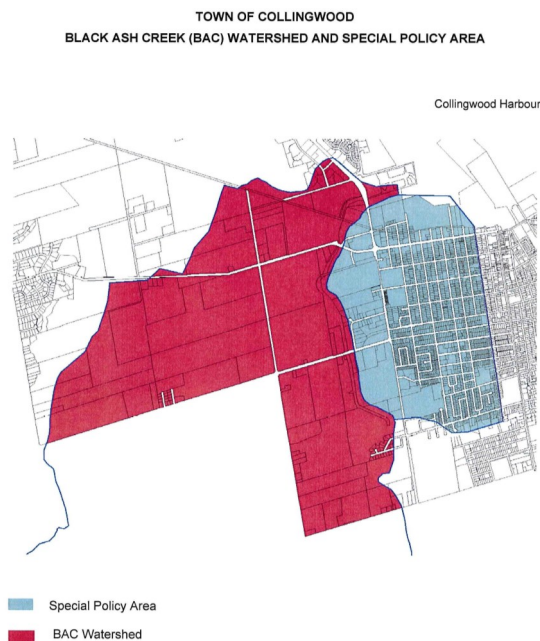 TOWN OF COLLINGWOOD
BLACK ASH CREEK (BAC) WATERSHED AND SPECIAL POLICY AREA
Collingwood Harbour
Special Policy Area
BAC Watershed